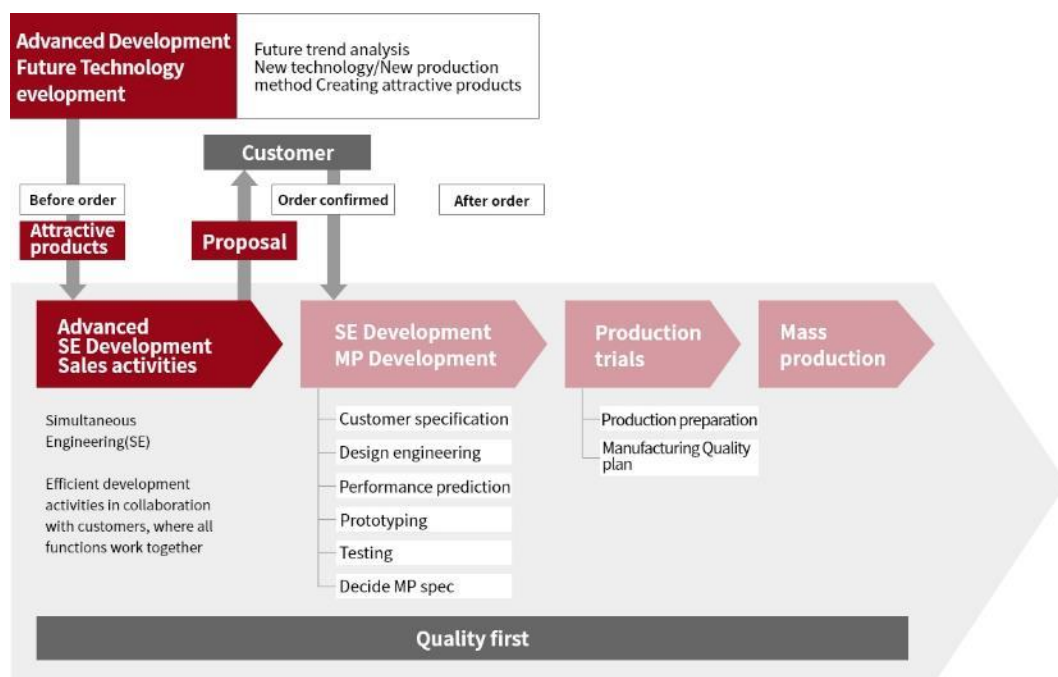 Advanced Development
Future Technology
evelopment
Future trend analysis
New technology/New production
method Creating attractive products
Customer
Before order
Order confirmed
After order
Attractive
products
Proposal
Advanced
SE Development
Sales activities
SE Development
MP Development
Production
trials
Mass
production
Simultaneous
Engineering(SE)
Efficient development
activities in collaboration
with customers, where all
functions work together
Customer specification
Design engineering
Performance prediction
Prototyping
Testing
Decide MP spec
Production preparation
Manufacturing Quality
plan
Quality first